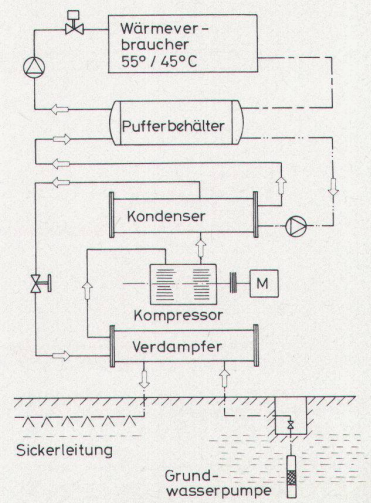 Wärmever-
braucher
55°/45°C
Pufferbehälter
Kondenser
M
Kompressor
Verdampfer
Sickerleitung
Grund-
wasserpumpe